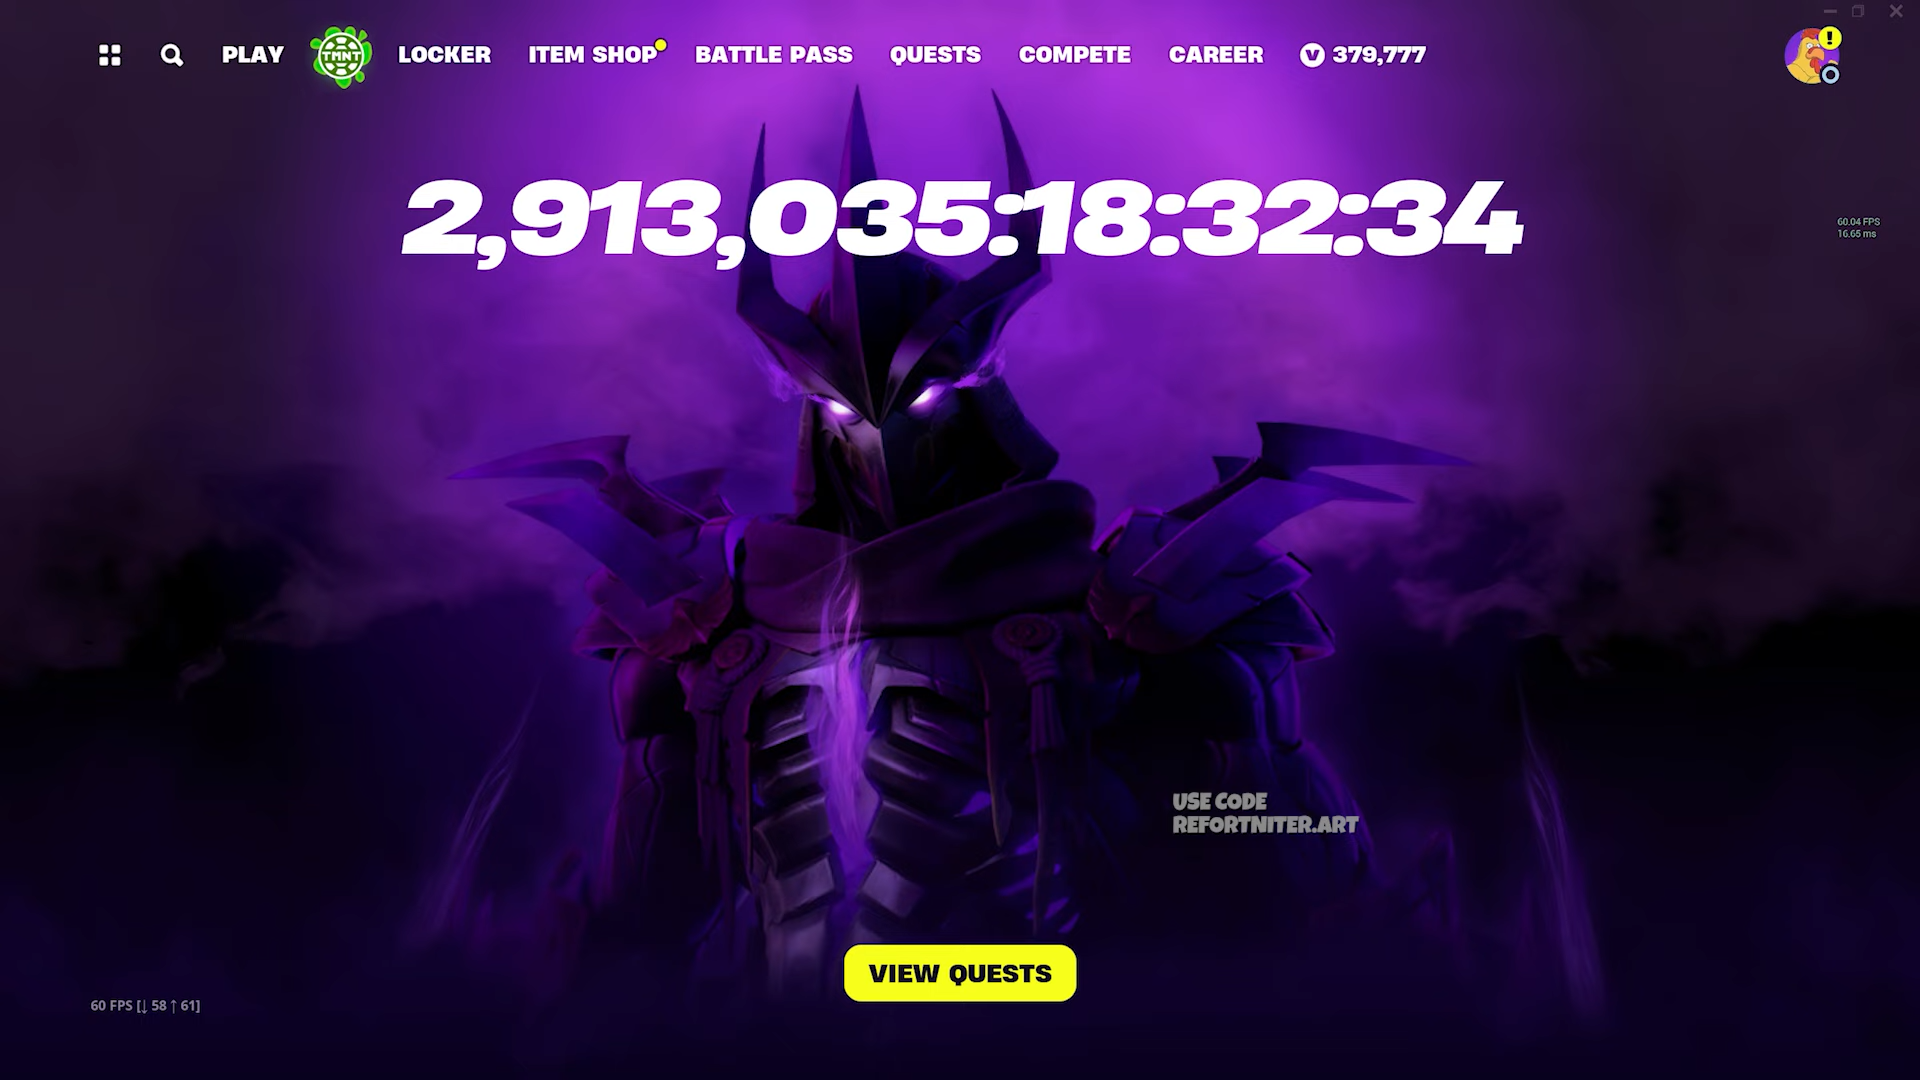 PLAY
TMNT
LOCKER
ITEM SHOP
BATTLE PASS
QUESTS
COMPETE
CAREER
V 379,777
!
2,913,035:18:32:34
60.04 FPS
16.65 ms
USE CODE
REFORTNITER.ART
VIEW QUESTS
60 FPS [↓ 58 ↑ 61]